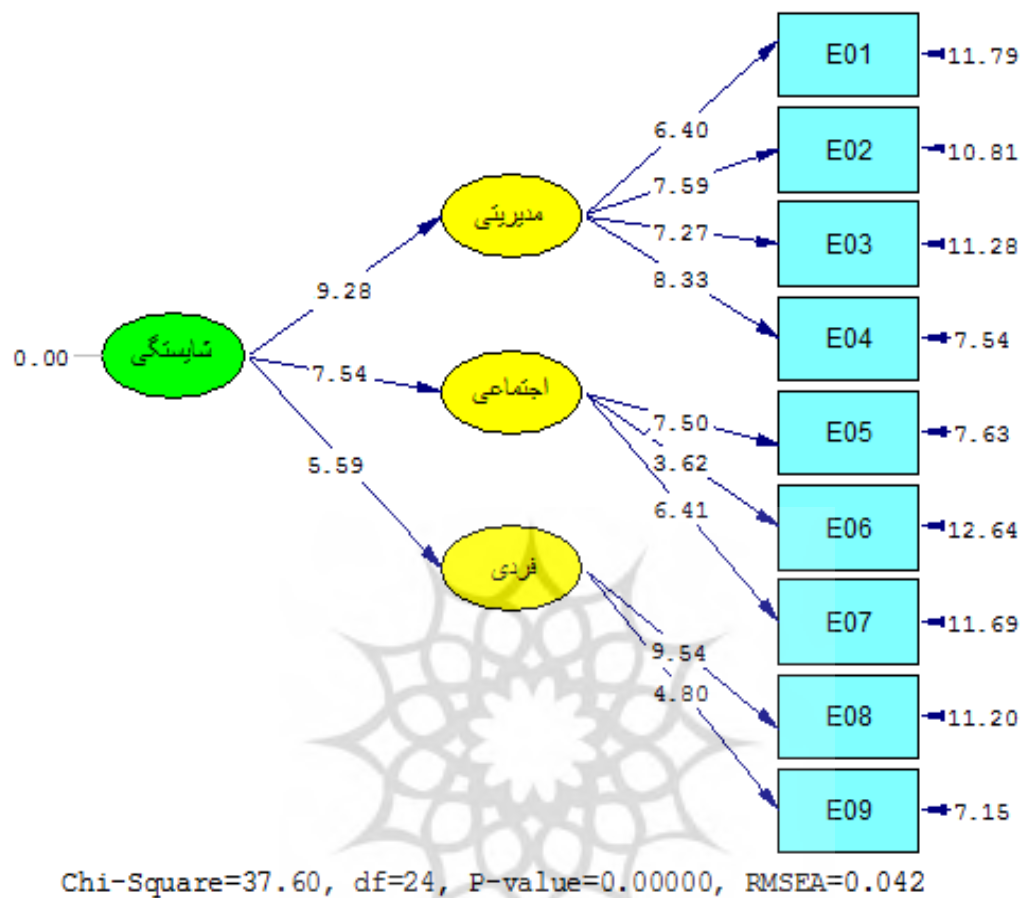 E01
11.79
6.40
E02
10.81
7.59
مدیریتی
7.27
E03
11.28
9.28
8.33
E04
7.54
0.00
شایستگی
7.54
اجتماعی
7.50
E05
7.63
5.59
3.62
6.41
E06
12.64
فردی
E07
11.69
9.54
4.80
E08
11.20
E09
7.15
Chi-Square=37.60, df=24, P-value=0.00000, RMSEA=0.042